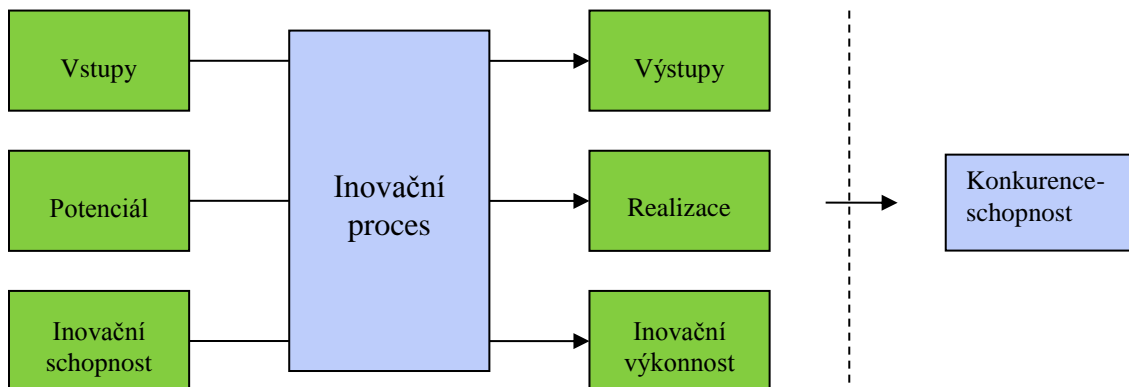 Vstupy
Výstupy
Potenciál
Inovační
proces
Realizace
Konkurence-
schopnost
Inovační
schopnost
Inovační
výkonnost